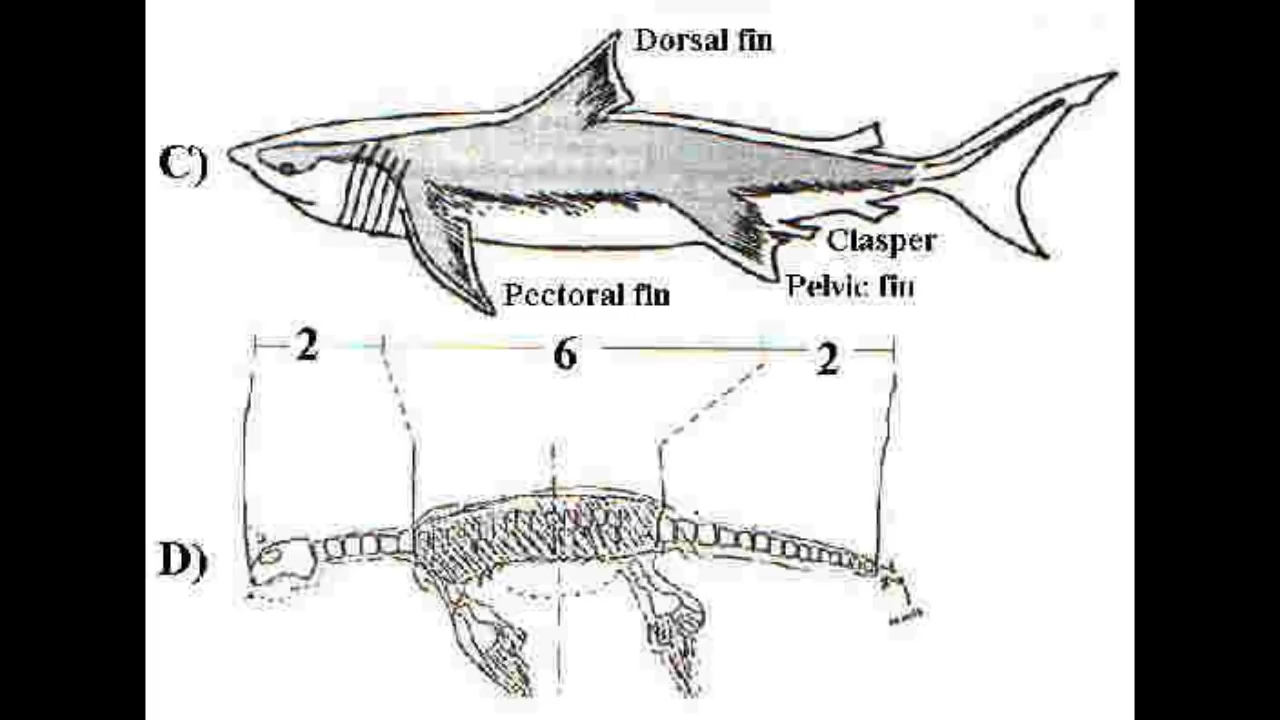 Dorsal fin
C)
Clasper
Pelvic fin
Pectoral fin
2
6
2
D)